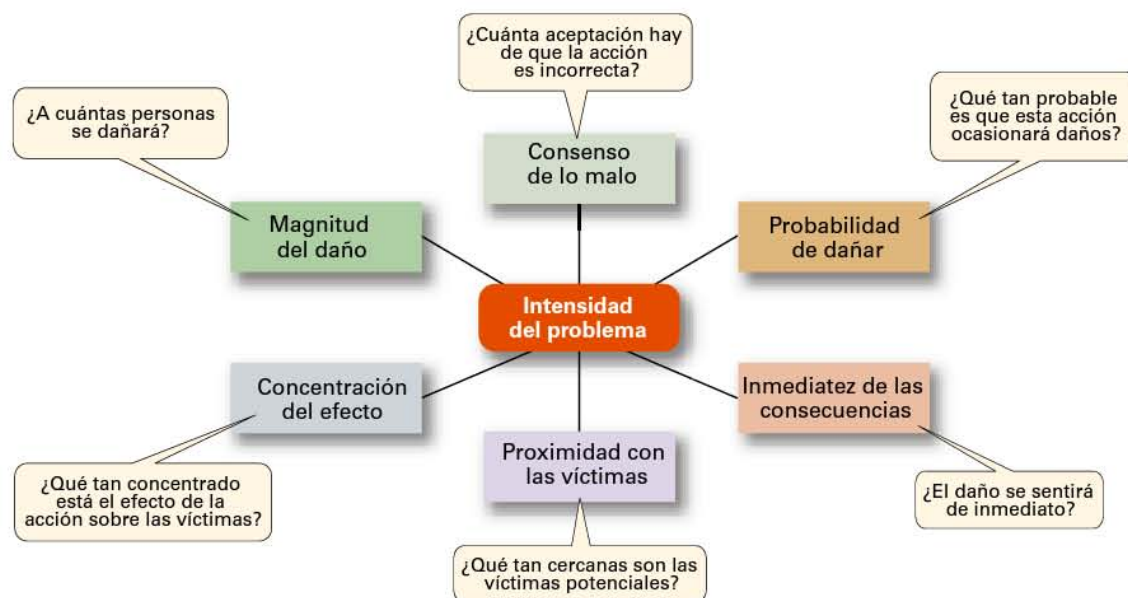 ¿Cuánta aceptación hay
de que la acción
es incorrecta?
¿A cuántas personas
se dañará?
¿Qué tan probable
es que esta acción
ocasionará daños?
Consenso
de lo malo
Magnitud
del daño
Probabilidad
de dañar
Intensidad
del problema
Concentración
del efecto
Inmediatez de las
consecuencias
Proximidad con
las víctimas
¿Qué tan concentrado
está el efecto de la
acción sobre las víctimas?
¿El daño se sentirá
de inmediato?
¿Qué tan cercanas son las
víctimas potenciales?